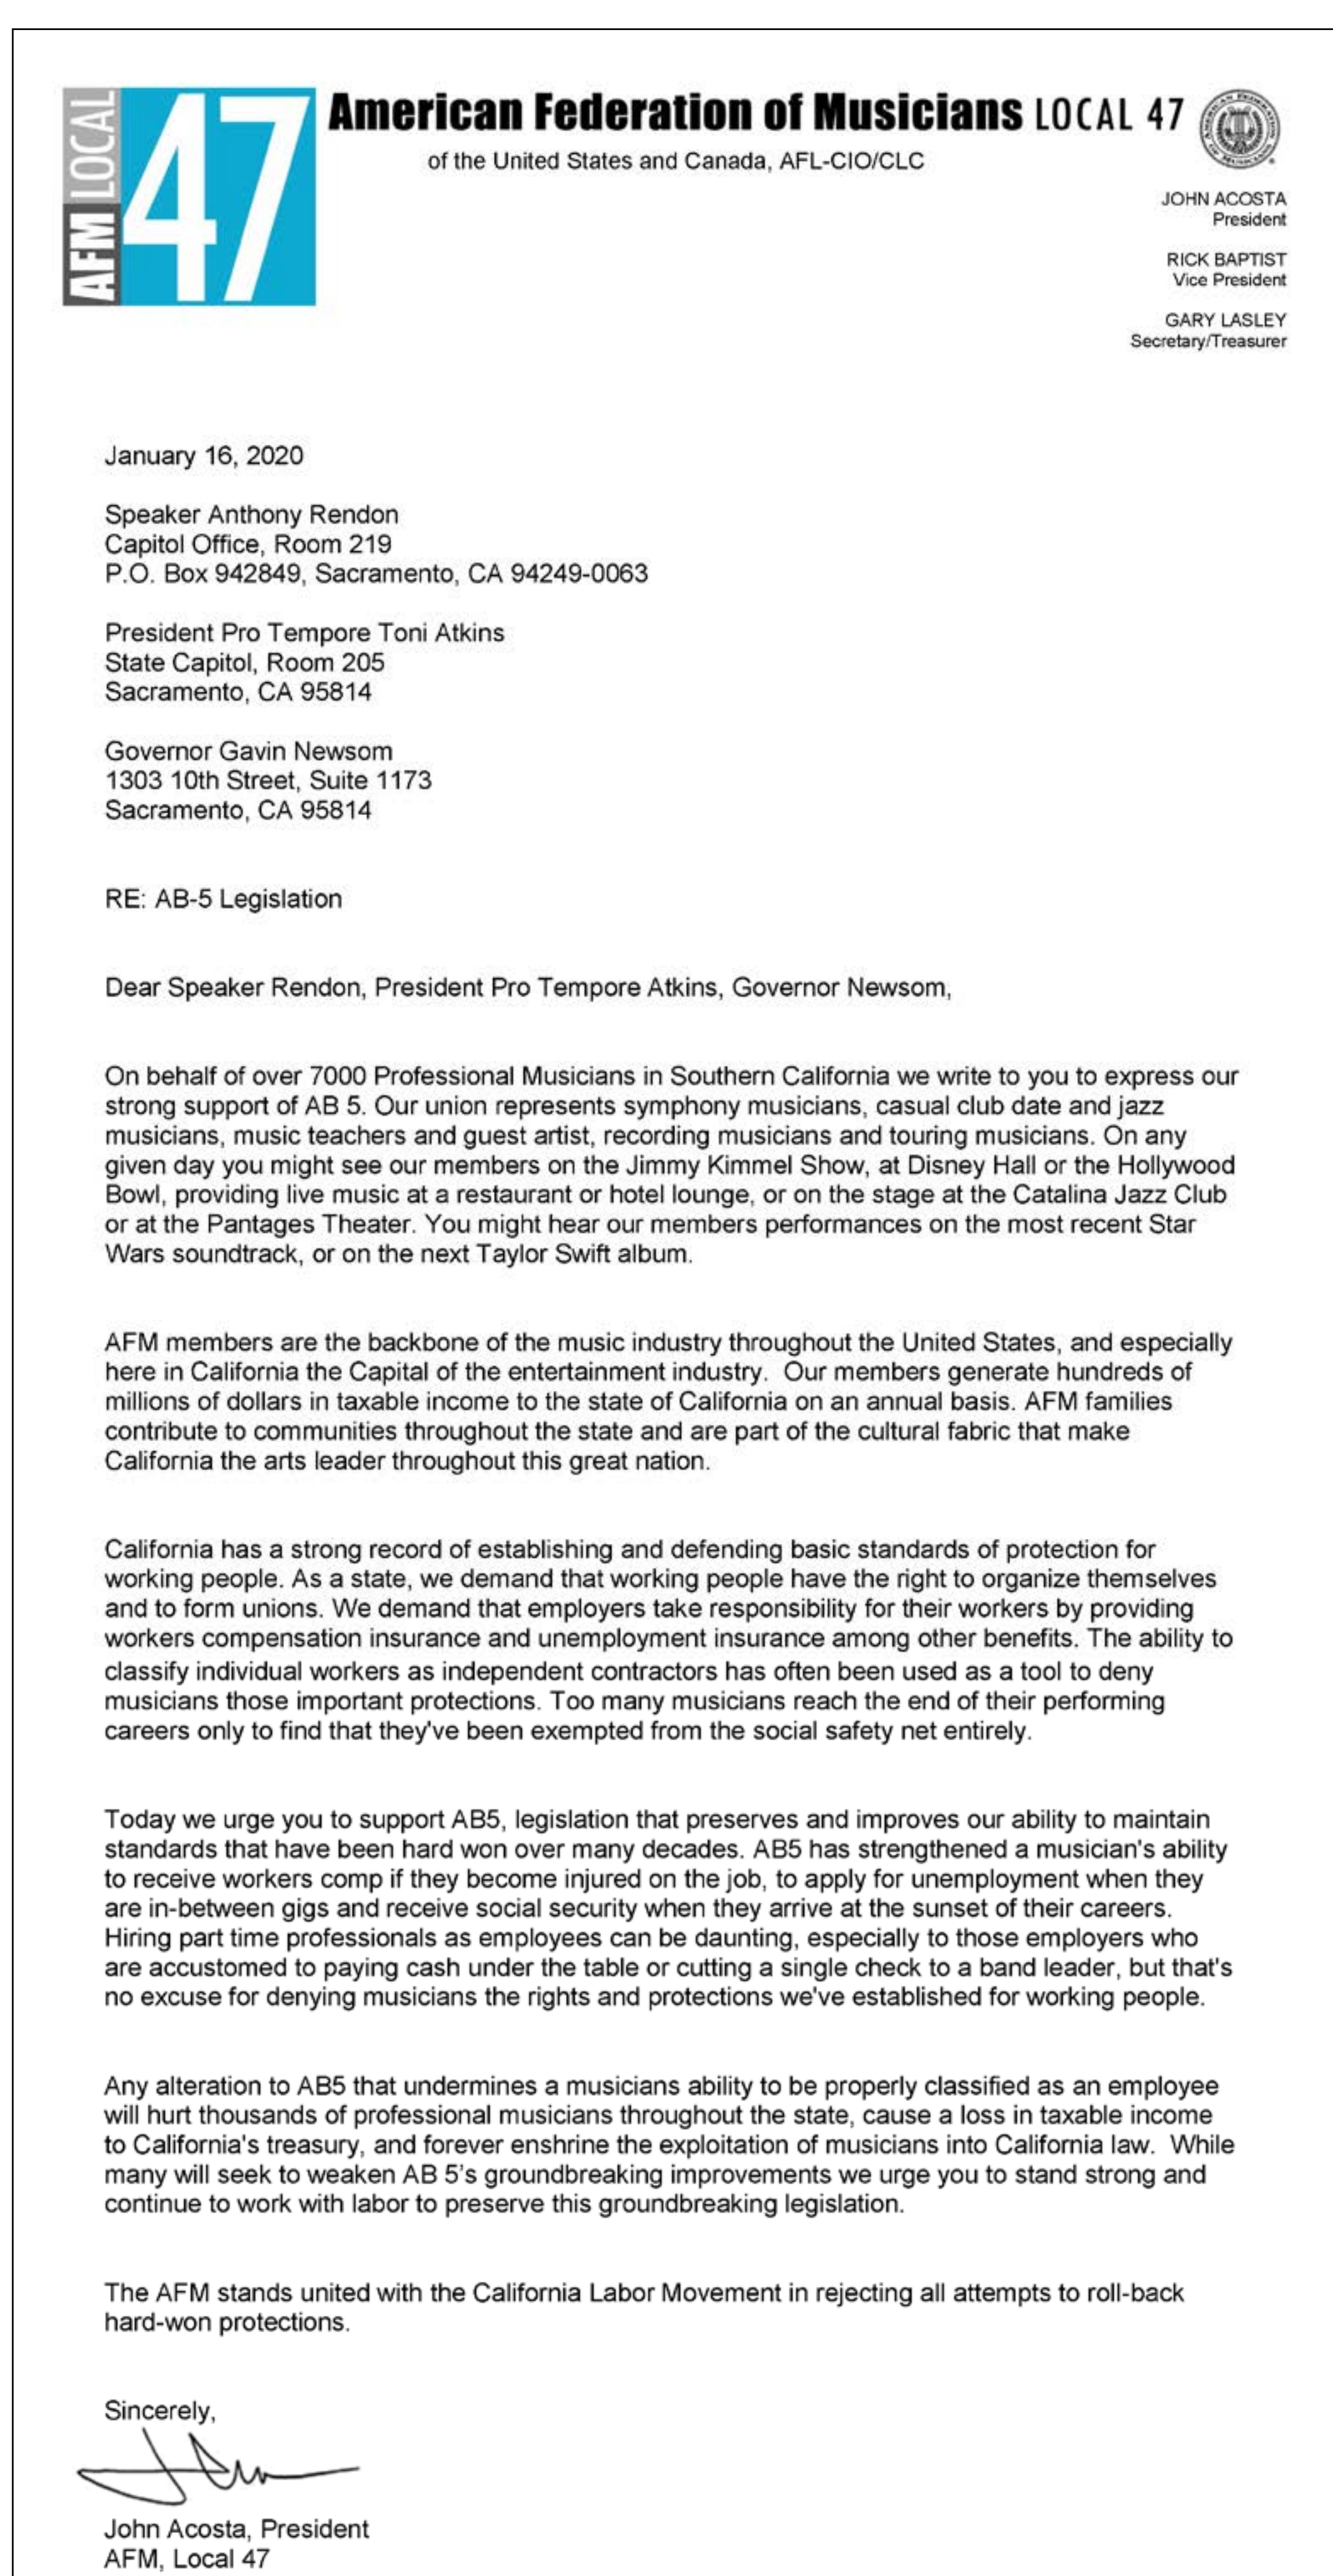 AFM LOCAL
47
American Federation of Musicians LOCAL 47
of the United States and Canada, AFL-CIO/CLC
AMERICAN FEDERATION OF MUSICIANS
JOHN ACOSTA
President
RICK BAPTIST
Vice President
GARY LASLEY
Secretary/Treasurer
January 16, 2020
Speaker Anthony Rendon
Capitol Office, Room 219
P.O. Box 942849, Sacramento, CA 94249-0063
President Pro Tempore Toni Atkins
State Capitol, Room 205
Sacramento, CA 95814
Governor Gavin Newsom
1303 10th Street, Suite 1173
Sacramento, CA 95814
RE: AB-5 Legislation
Dear Speaker Rendon, President Pro Tempore Atkins, Governor Newsom,
On behalf of over 7000 Professional Musicians in Southern California we write to you to express our
strong support of AB 5. Our union represents symphony musicians, casual club date and jazz
musicians, music teachers and guest artist, recording musicians and touring musicians. On any
given day you might see our members on the Jimmy Kimmel Show, at Disney Hall or the Hollywood
Bowl, providing live music at a restaurant or hotel lounge, or on the stage at the Catalina Jazz Club
or at the Pantages Theater. You might hear our members performances on the most recent Star
Wars soundtrack, or on the next Taylor Swift album.
AFM members are the backbone of the music industry throughout the United States, and especially
here in California the Capital of the entertainment industry.  Our members generate hundreds of
millions of dollars in taxable income to the state of California on an annual basis. AFM families
contribute to communities throughout the state and are part of the cultural fabric that make
California the arts leader throughout this great nation.
California has a strong record of establishing and defending basic standards of protection for
working people. As a state, we demand that working people have the right to organize themselves
and to form unions. We demand that employers take responsibility for their workers by providing
workers compensation insurance and unemployment insurance among other benefits. The ability to
classify individual workers as independent contractors has often been used as a tool to deny
musicians those important protections. Too many musicians reach the end of their performing
careers only to find that they've been exempted from the social safety net entirely.
Today we urge you to support AB5, legislation that preserves and improves our ability to maintain
standards that have been hard won over many decades. AB5 has strengthened a musician's ability
to receive workers comp if they become injured on the job, to apply for unemployment when they
are in-between gigs and receive social security when they arrive at the sunset of their careers.
Hiring part time professionals as employees can be daunting, especially to those employers who
are accustomed to paying cash under the table or cutting a single check to a band leader, but that's
no excuse for denying musicians the rights and protections we've established for working people.
Any alteration to AB5 that undermines a musicians ability to be properly classified as an employee
will hurt thousands of professional musicians throughout the state, cause a loss in taxable income
to California's treasury, and forever enshrine the exploitation of musicians into California law.  While
many will seek to weaken AB 5's groundbreaking improvements we urge you to stand strong and
continue to work with labor to preserve this groundbreaking legislation.
The AFM stands united with the California Labor Movement in rejecting all attempts to roll-back
hard-won protections.
Sincerely,
John Acosta, President
AFM, Local 47